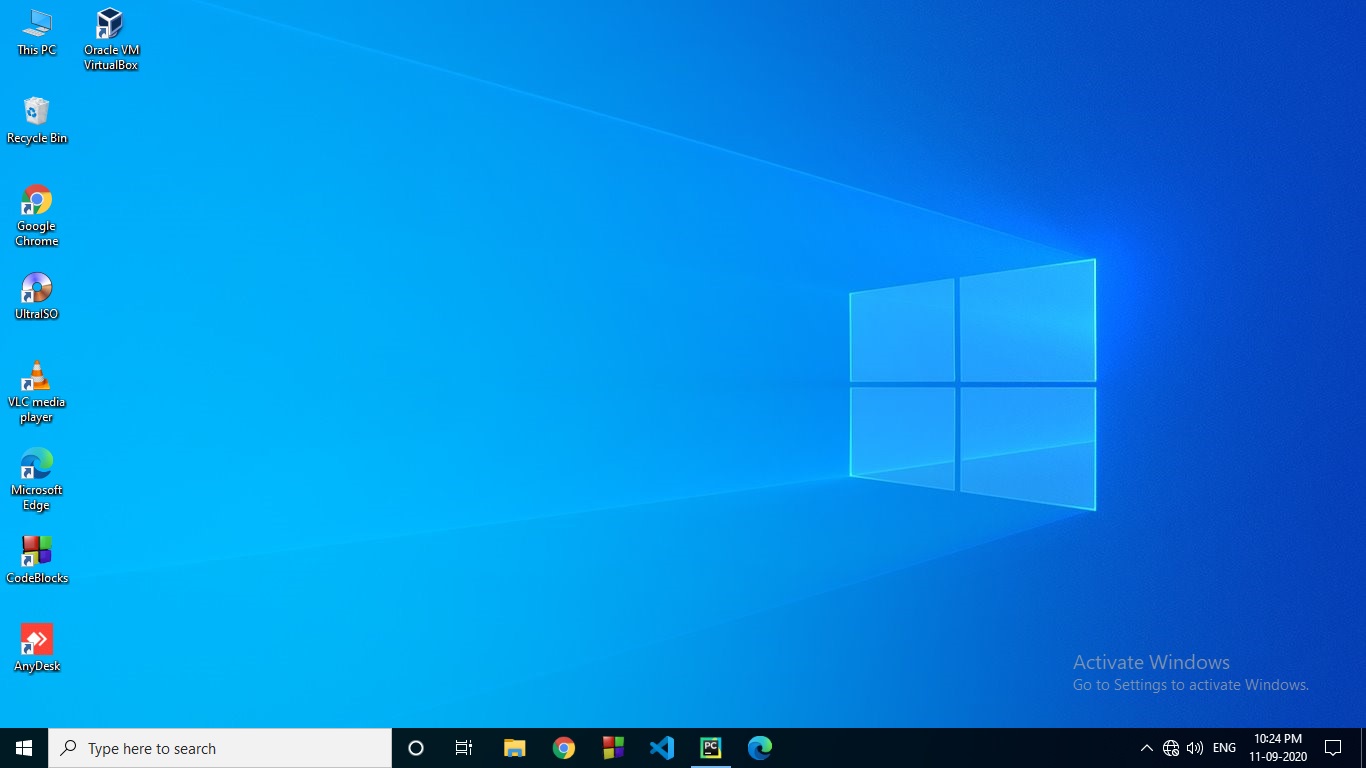 This PC
Oracle VM
VirtualBox
Recycle Bin
Google
Chrome
UltraISO
VLC media
player
Microsoft
Edge
CodeBlocks
AnyDesk
Activate Windows
Go to Settings to activate Windows.
Type here to search
PC
ENG
10:24 PM
11-09-2020